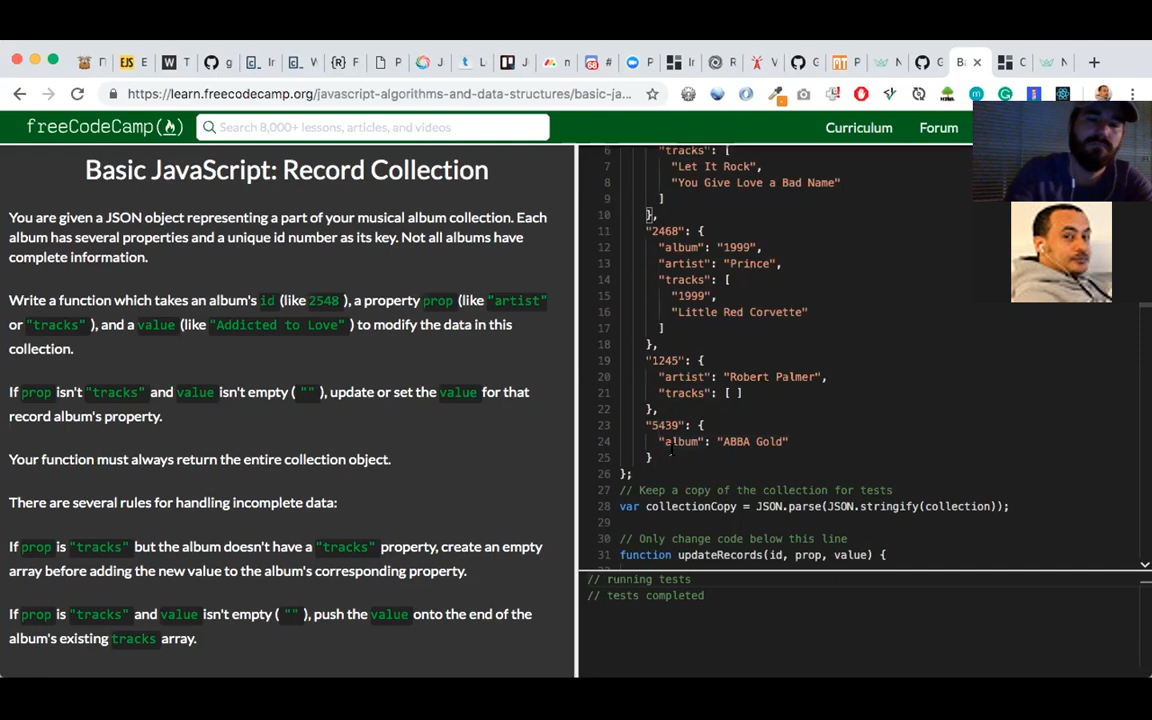 EJS E W T g In In {R} F P J t L J n 68 # P In R V G P N G Ba C N
https://learn.freecodecamp.org/javascript-algorithms-and-data-structures/basic-ja...
freeCodeCamp
Search 8,000+ lessons, articles, and videos
Curriculum
Forum
Basic JavaScript: Record Collection
You are given a JSON object representing a part of your musical album collection. Each
album has several properties and a unique id number as its key. Not all albums have
complete information.
Write a function which takes an album's id (like 2548 ), a property prop (like "artist"
or "tracks" ), and a value (like "Addicted to Love" ) to modify the data in this
collection.
If prop isn't "tracks" and value isn't empty ( "" ), update or set the value for that
record album's property.
Your function must always return the entire collection object.
There are several rules for handling incomplete data:
If prop is "tracks" but the album doesn't have a "tracks" property, create an empty
array before adding the new value to the album's corresponding property.
If prop is "tracks" and value isn't empty ( "" ), push the value onto the end of the
album's existing tracks array.
6 "tracks": [
7 "Let It Rock",
8 "You Give Love a Bad Name"
9 ]
10 },
11 "2468": {
12 "album": "1999",
13 "artist": "Prince",
14 "tracks": [
15 "1999",
16 "Little Red Corvette"
17 ]
18 },
19 "1245": {
20 "artist": "Robert Palmer",
21 "tracks": [ ]
22 },
23 "5439": {
24 "album": "ABBA Gold"
25 }
26 };
27 // Keep a copy of the collection for tests
28 var collectionCopy = JSON.parse(JSON.stringify(collection));
29
30 // Only change code below this line
31 function updateRecords(id, prop, value) {
// running tests
// tests completed